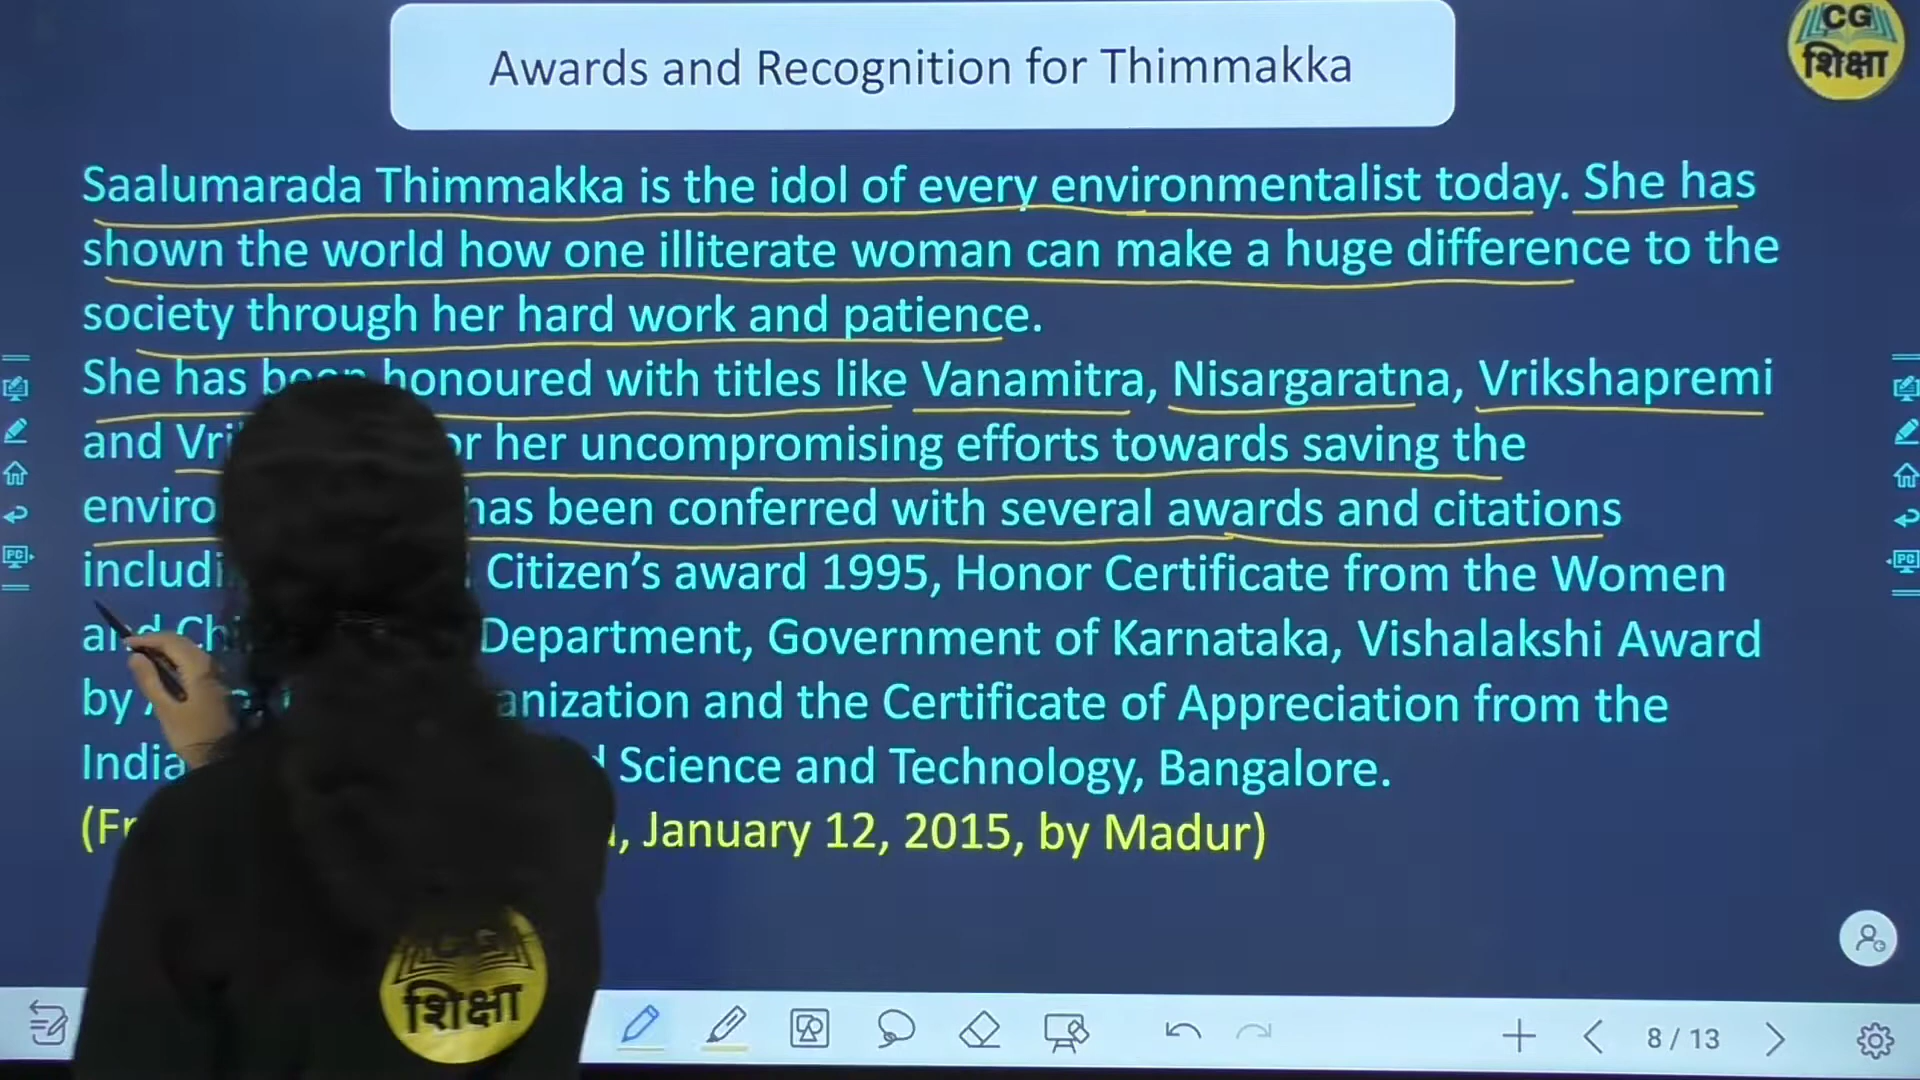 Awards and Recognition for Thimmakka
CG
शिक्षा
Saalumarada Thimmakka is the idol of every environmentalist today. She has
shown the world how one illiterate woman can make a huge difference to the
society through her hard work and patience.
She has been honoured with titles like Vanamitra, Nisargaratna, Vrikshapremi
and her uncompromising efforts towards saving the
has been conferred with several awards and citations
Citizen's award 1995, Honor Certificate from the Women
and Department, Government of Karnataka, Vishalakshi Award
by and the Certificate of Appreciation from the
Science and Technology, Bangalore.
January 12, 2015, by Madur)
PC
PC
शिक्षा
8 / 13